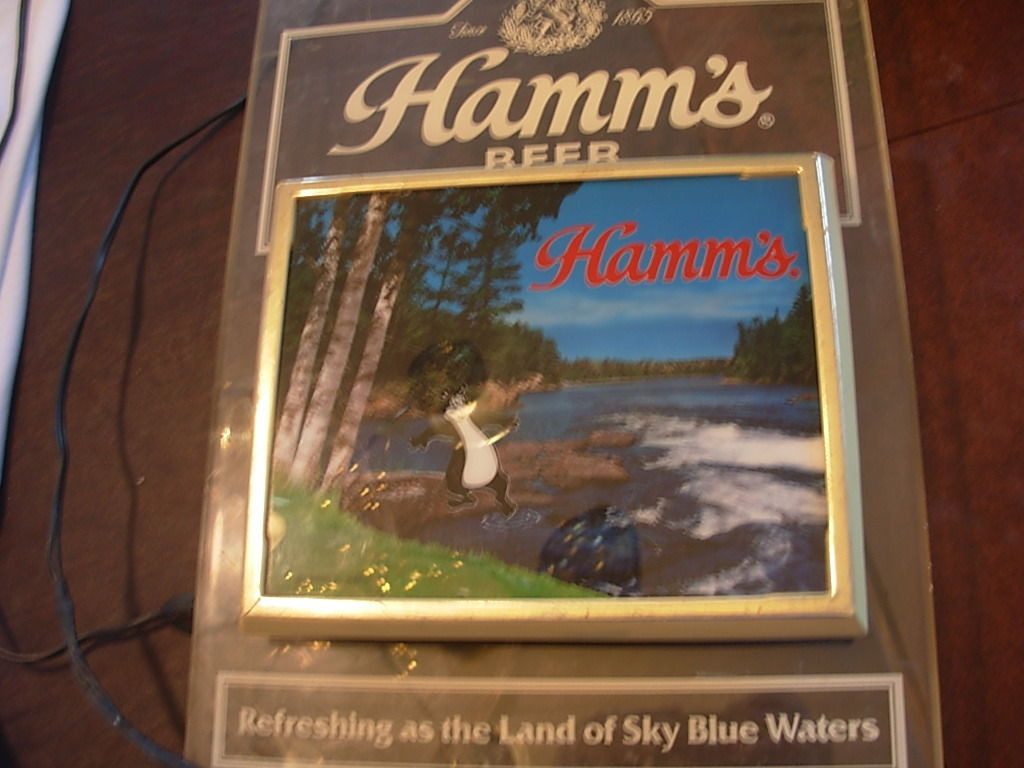 Since 1865
Hamm's®
BEER
Hamm's.
Refreshing as the Land of Sky Blue Waters